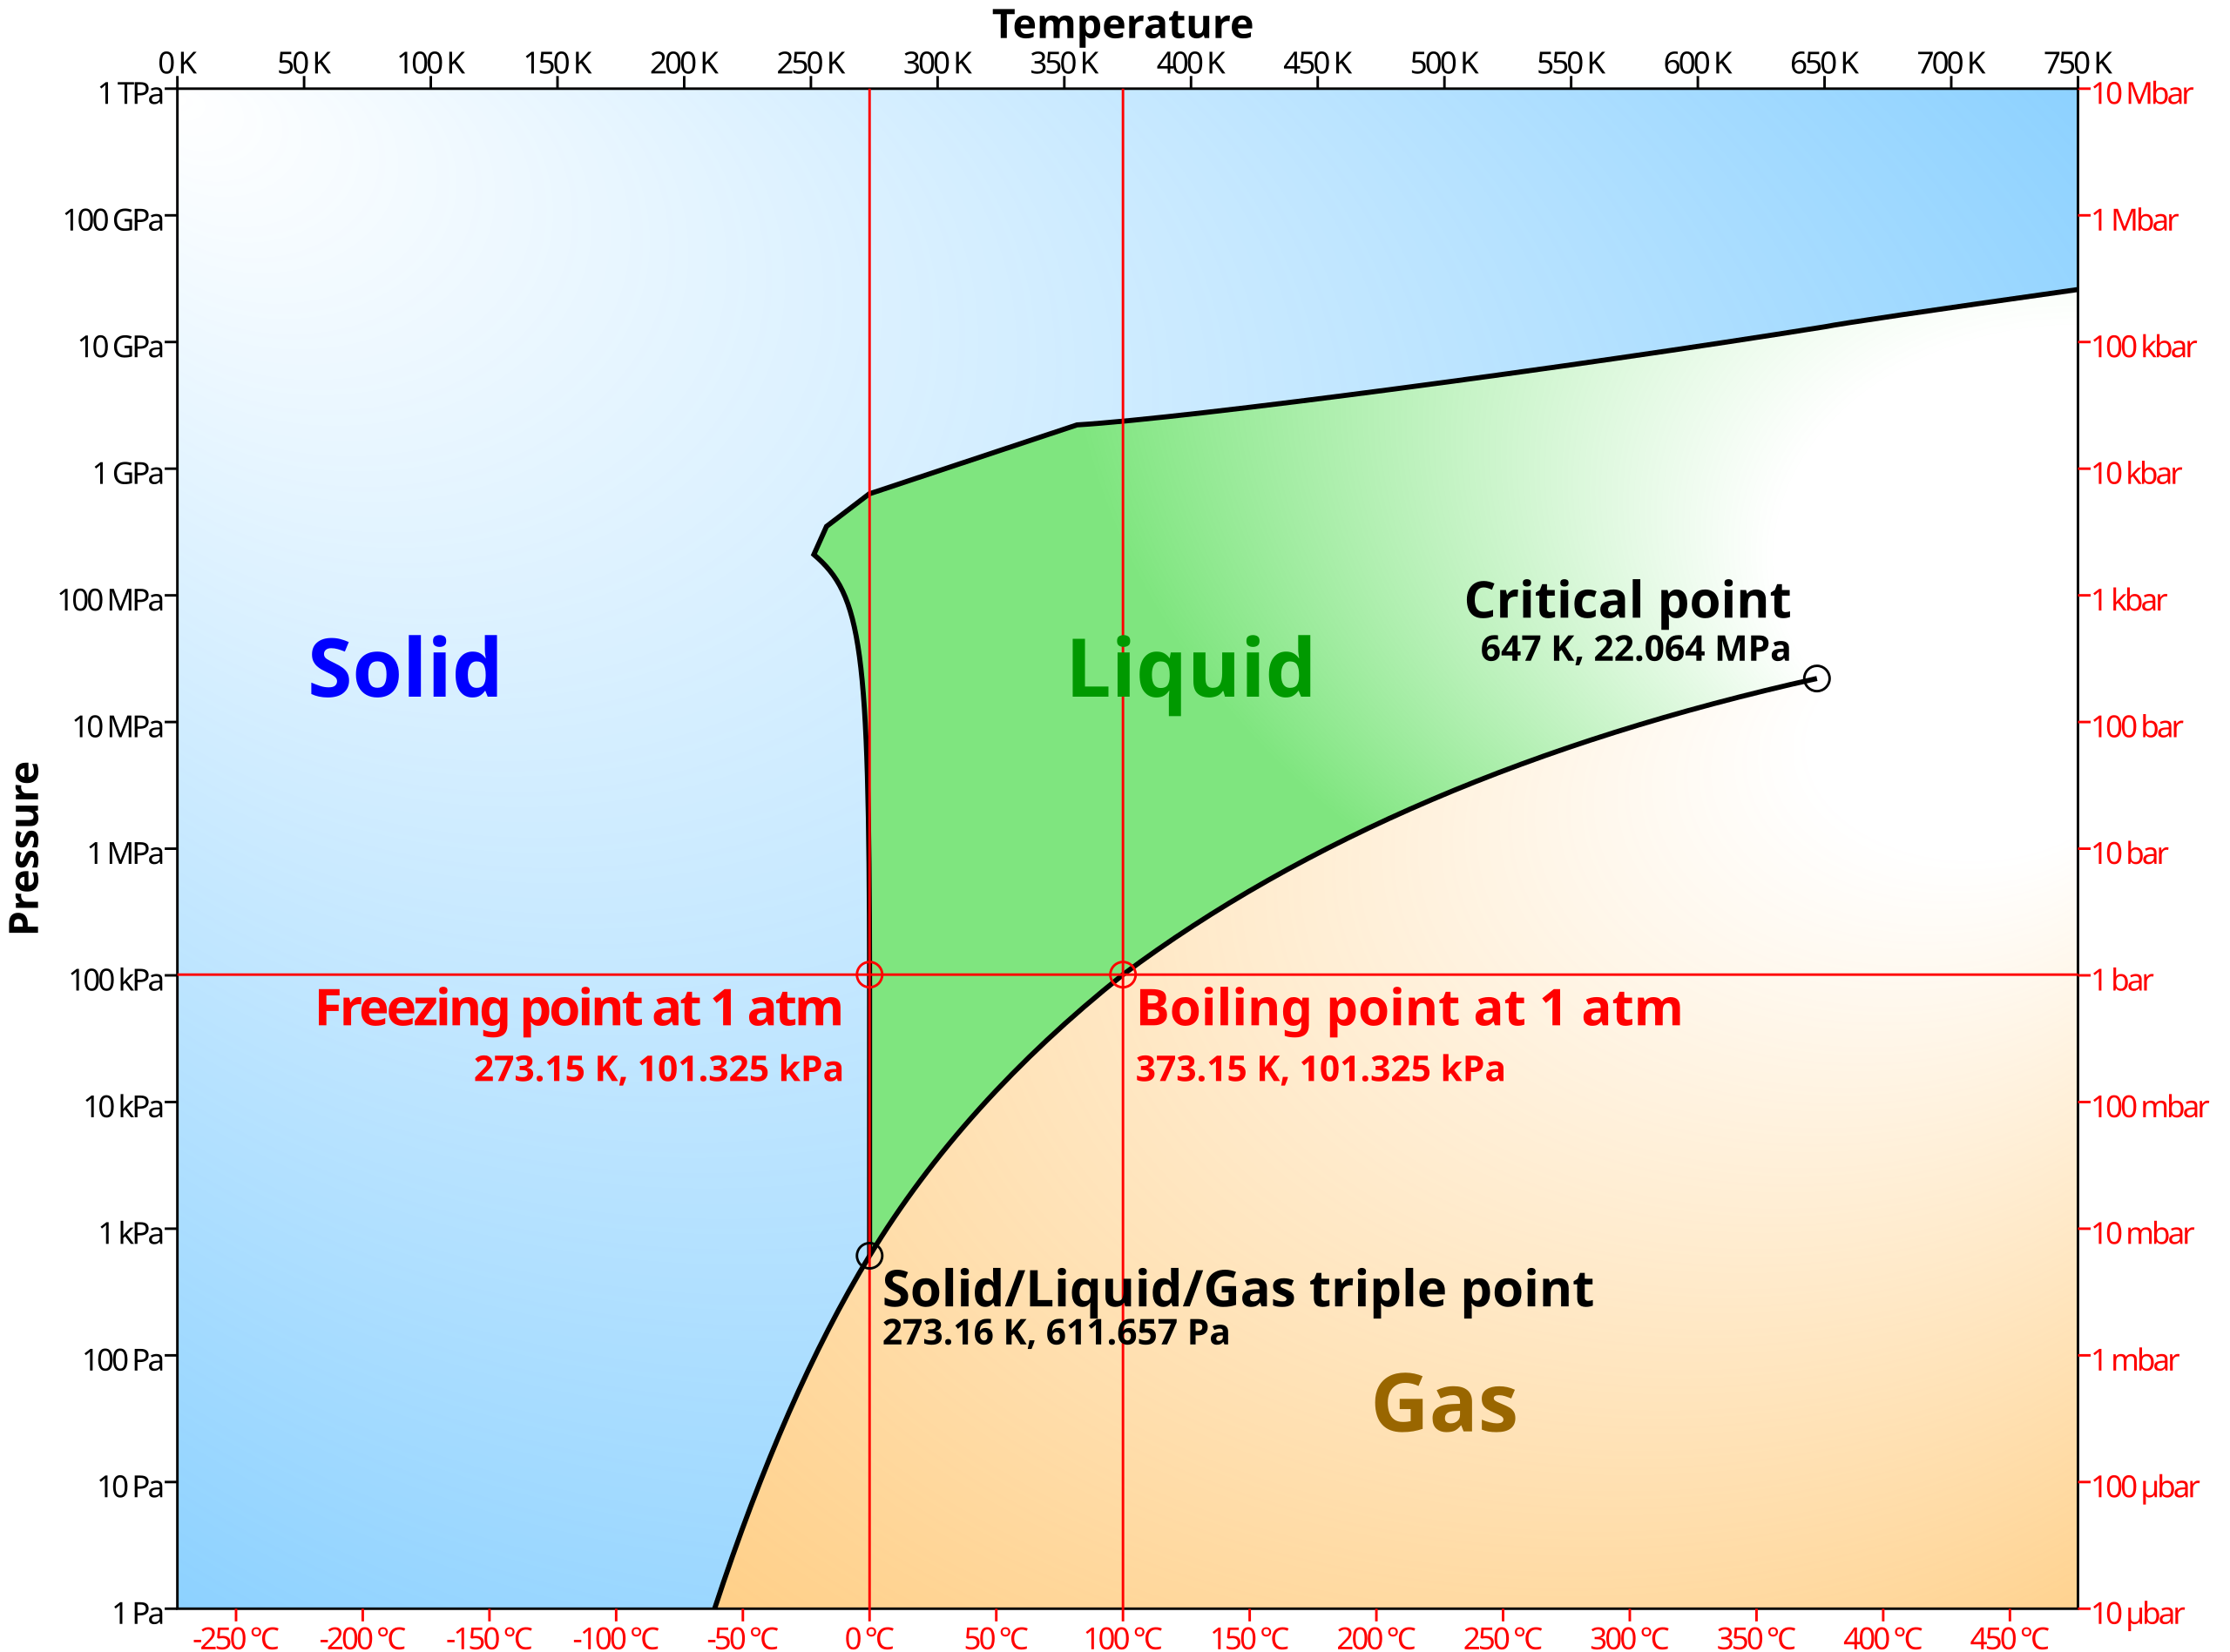 Temperature
0 K 50 K 100 K 150 K 200 K 250 K 300 K 350 K 400 K 450 K 500 K 550 K 600 K 650 K 700 K 750 K
1 TPa 10 Mbar
100 GPa 1 Mbar
10 GPa 100 kbar
1 GPa 10 kbar
100 MPa 1 kbar
Critical point
647 K, 22.064 MPa
Solid Liquid
10 MPa 100 bar
Pressure
1 MPa 10 bar
100 kPa 1 bar
Freezing point at 1 atm Boiling point at 1 atm
273.15 K, 101.325 kPa 373.15 K, 101.325 kPa
10 kPa 100 mbar
1 kPa 10 mbar
Solid/Liquid/Gas triple point
273.16 K, 611.657 Pa
100 Pa 1 mbar
Gas
10 Pa 100 µbar
1 Pa 10 µbar
-250 °C -200 °C -150 °C -100 °C -50 °C 0 °C 50 °C 100 °C 150 °C 200 °C 250 °C 300 °C 350 °C 400 °C 450 °C